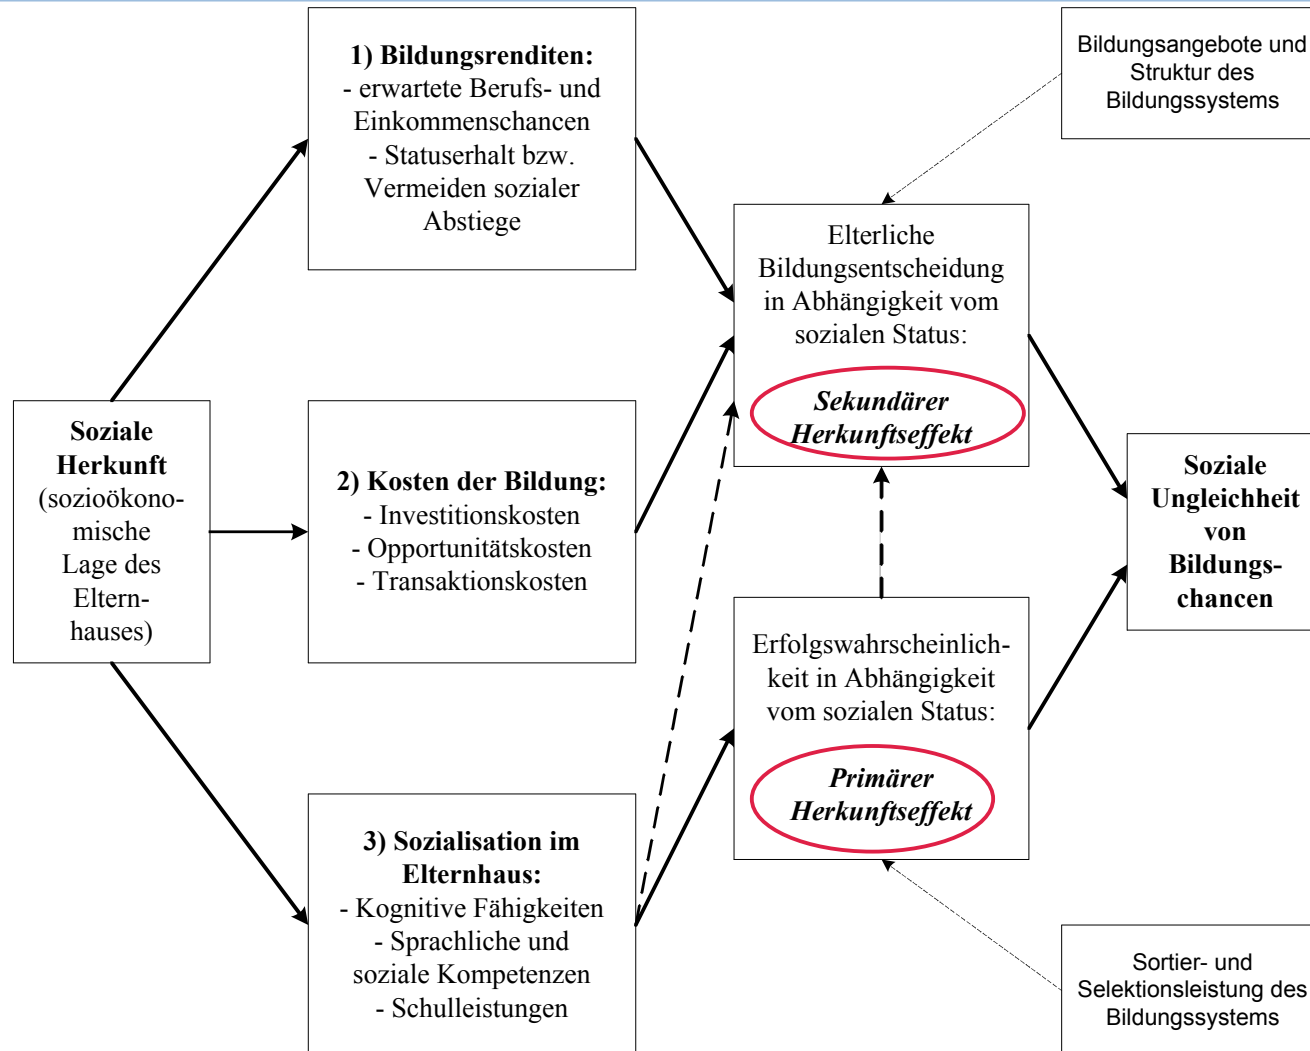 1) Bildungsrenditen:
- erwartete Berufs- und
Einkommenschancen
- Statuserhalt bzw.
Vermeiden sozialer
Abstiege
Bildungsangebote und
Struktur des
Bildungssystems
Elterliche
Bildungsentscheidung
in Abhängigkeit vom
sozialen Status:
Sekundärer
Herkunftseffekt
Soziale
Herkunft
(sozioökono-
mische
Lage des
Eltern-
hauses)
2) Kosten der Bildung:
- Investitionskosten
- Opportunitätskosten
- Transaktionskosten
Soziale
Ungleichheit
von
Bildungs-
chancen
Erfolgswahrscheinlich-
keit in Abhängigkeit
vom sozialen Status:
Primärer
Herkunftseffekt
3) Sozialisation im
Elternhaus:
- Kognitive Fähigkeiten
- Sprachliche und
soziale Kompetenzen
- Schulleistungen
Sortier- und
Selektionsleistung des
Bildungssystems